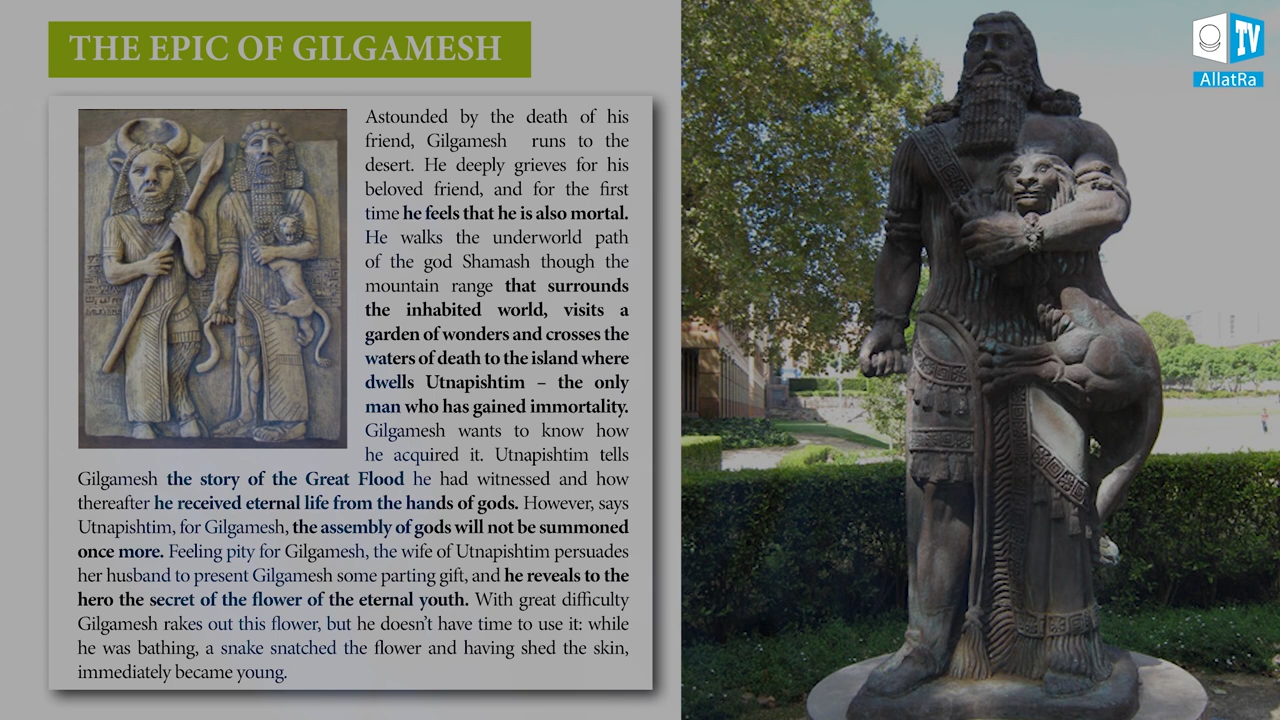 THE EPIC OF GILGAMESH
TV
AllatRa
Astounded by the death of his
friend, Gilgamesh runs to the
desert. He deeply grieves for his
beloved friend, and for the first
time he feels that he is also mortal.
He walks the underworld path
of the god Shamash though the
mountain range that surrounds
the inhabited world, visits a
garden of wonders and crosses the
waters of death to the island where
dwells Utnapishtim – the only
man who has gained immortality.
Gilgamesh wants to know how
he acquired it. Utnapishtim tells
Gilgamesh the story of the Great Flood he had witnessed and how
thereafter he received eternal life from the hands of gods. However, says
Utnapishtim, for Gilgamesh, the assembly of gods will not be summoned
once more. Feeling pity for Gilgamesh, the wife of Utnapishtim persuades
her husband to present Gilgamesh some parting gift, and he reveals to the
hero the secret of the flower of the eternal youth. With great difficulty
Gilgamesh rakes out this flower, but he doesn't have time to use it: while
he was bathing, a snake snatched the flower and having shed the skin,
immediately became young.